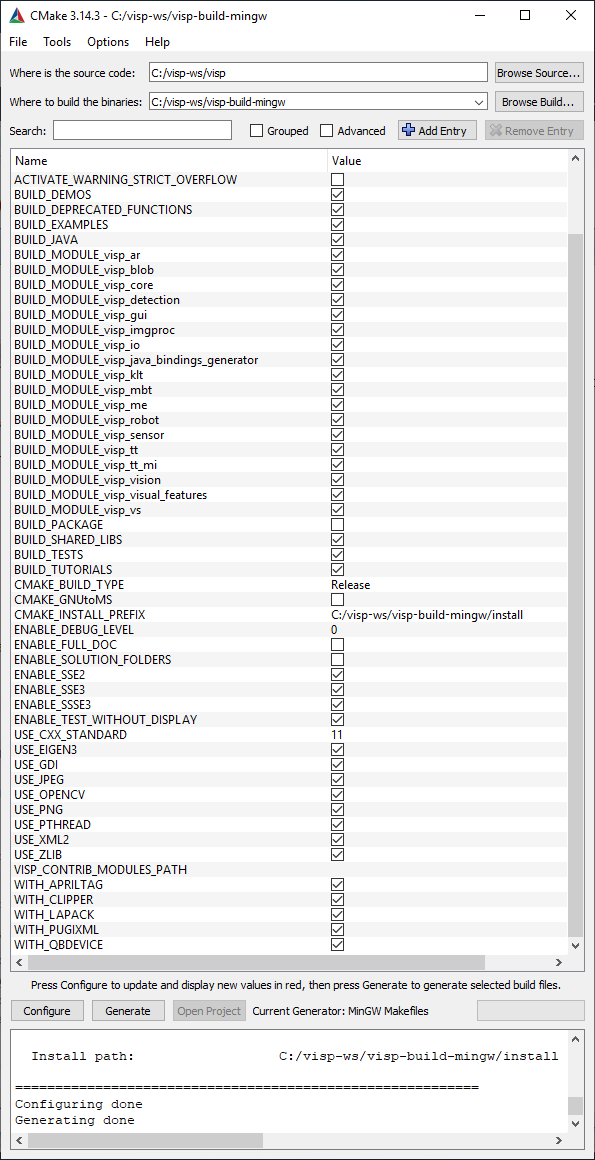 CMake 3.14.3 - C:/visp-ws/visp-build-mingw
File Tools Options Help
Where is the source code: C:/visp-ws/visp Browse Source...
Where to build the binaries: C:/visp-ws/visp-build-mingw Browse Build...
Search: Grouped Advanced Add Entry Remove Entry
Name Value
ACTIVATE_WARNING_STRICT_OVERFLOW
BUILD_DEMOS
BUILD_DEPRECATED_FUNCTIONS
BUILD_EXAMPLES
BUILD_JAVA
BUILD_MODULE_visp_ar
BUILD_MODULE_visp_blob
BUILD_MODULE_visp_core
BUILD_MODULE_visp_detection
BUILD_MODULE_visp_gui
BUILD_MODULE_visp_imgproc
BUILD_MODULE_visp_io
BUILD_MODULE_visp_java_bindings_generator
BUILD_MODULE_visp_klt
BUILD_MODULE_visp_mbt
BUILD_MODULE_visp_me
BUILD_MODULE_visp_robot
BUILD_MODULE_visp_sensor
BUILD_MODULE_visp_tt
BUILD_MODULE_visp_tt_mi
BUILD_MODULE_visp_vision
BUILD_MODULE_visp_visual_features
BUILD_MODULE_visp_vs
BUILD_PACKAGE
BUILD_SHARED_LIBS
BUILD_TESTS
BUILD_TUTORIALS
CMAKE_BUILD_TYPE Release
CMAKE_GNUtoMS
CMAKE_INSTALL_PREFIX C:/visp-ws/visp-build-mingw/install
ENABLE_DEBUG_LEVEL 0
ENABLE_FULL_DOC
ENABLE_SOLUTION_FOLDERS
ENABLE_SSE2
ENABLE_SSE3
ENABLE_SSSE3
ENABLE_TEST_WITHOUT_DISPLAY
USE_CXX_STANDARD 11
USE_EIGEN3
USE_GDI
USE_JPEG
USE_OPENCV
USE_PNG
USE_PTHREAD
USE_XML2
USE_ZLIB
VISP_CONTRIB_MODULES_PATH
WITH_APRILTAG
WITH_CLIPPER
WITH_LAPACK
WITH_PUGIXML
WITH_QBDEVICE
Press Configure to update and display new values in red, then press Generate to generate selected build files.
Configure Generate Open Project Current Generator: MinGW Makefiles
Install path: C:/visp-ws/visp-build-mingw/install
==========================================================
Configuring done
Generating done